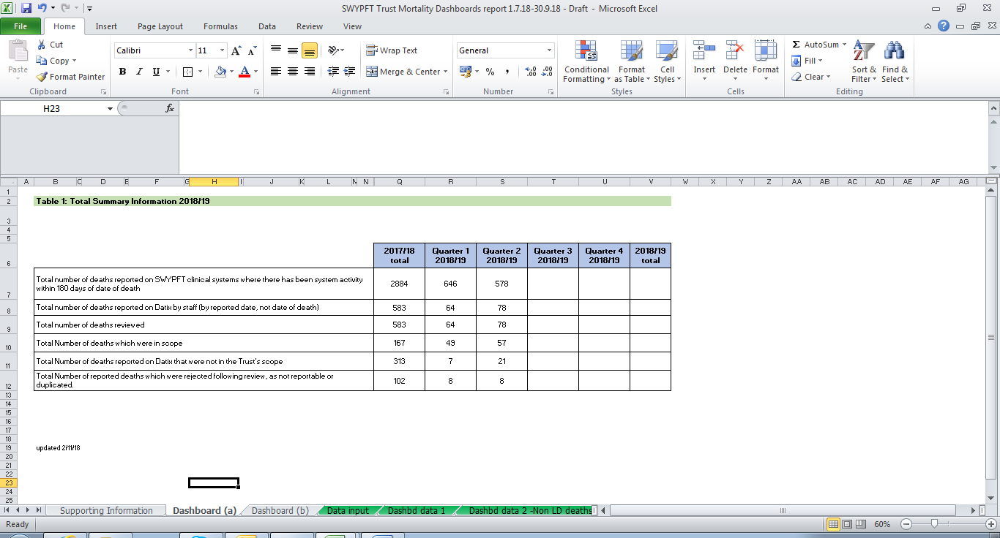 SWYPFT Trust Mortality Dashboards report 1.7.18-30.9.18 - Draft - Microsoft Excel
File Home Insert Page Layout Formulas Data Review View
Paste
Cut
Copy
Format Painter
Clipboard
Calibri 11
B I U A
Font
Wrap Text
Merge & Center
Alignment
General
% ,
Number
Conditional Formatting
Format as Table
Cell Styles
Styles
Insert Delete Format
Cells
Σ AutoSum
Fill
Clear
Sort & Filter
Find & Select
Editing
H23 fx
A B C D E F G H I J K L M N Q R S T U V W X Y Z AA AB AC AD AE AF AG
1
2 Table 1: Total Summary Information 2018/19
3
4
5
6 2017/18 total Quarter 1 2018/19 Quarter 2 2018/19 Quarter 3 2018/19 Quarter 4 2018/19 2018/19 total
7 Total number of deaths reported on SWYPFT clinical systems where there has been system activity
within 180 days of date of death 2884 646 578
8 Total number of deaths reported on Datix by staff (by reported date, not date of death) 583 64 78
9 Total number of deaths reviewed 583 64 78
10 Total Number of deaths which were in scope 167 49 57
11 Total Number of deaths reported on Datix that were not in the Trust's scope 313 7 21
12 Total Number of reported deaths which were rejected following review, as not reportable or
duplicated. 102 8 8
13
14
15
16
17
18
19 updated 2/11/18
20
21
22
23
24
25
Supporting Information Dashboard (a) Dashboard (b) Data input Dashbd data 1 Dashbd data 2 -Non LD deaths
Ready 60%